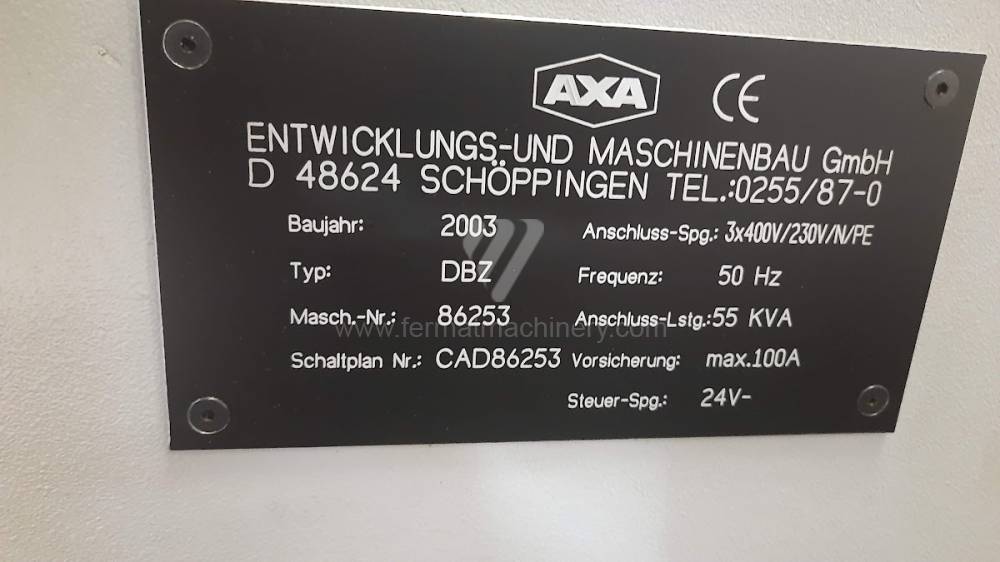 AXA CE
ENTWICKLUNGS-UND MASCHINENBAU GmbH
D 48624 SCHÖPPINGEN TEL.:0255/87-0
Baujahr: 2003 Anschluss-Spg.: 3x400V/230V/N/PE
Typ: DBZ Frequenz: 50 Hz
Masch.-Nr.: 86253 Anschluss-Lstg.: 55 KVA
www.fermatmachinery.com
Schaltplan Nr.: CAD86253 Vorsicherung: max.100A
Steuer-Spg.: 24V-